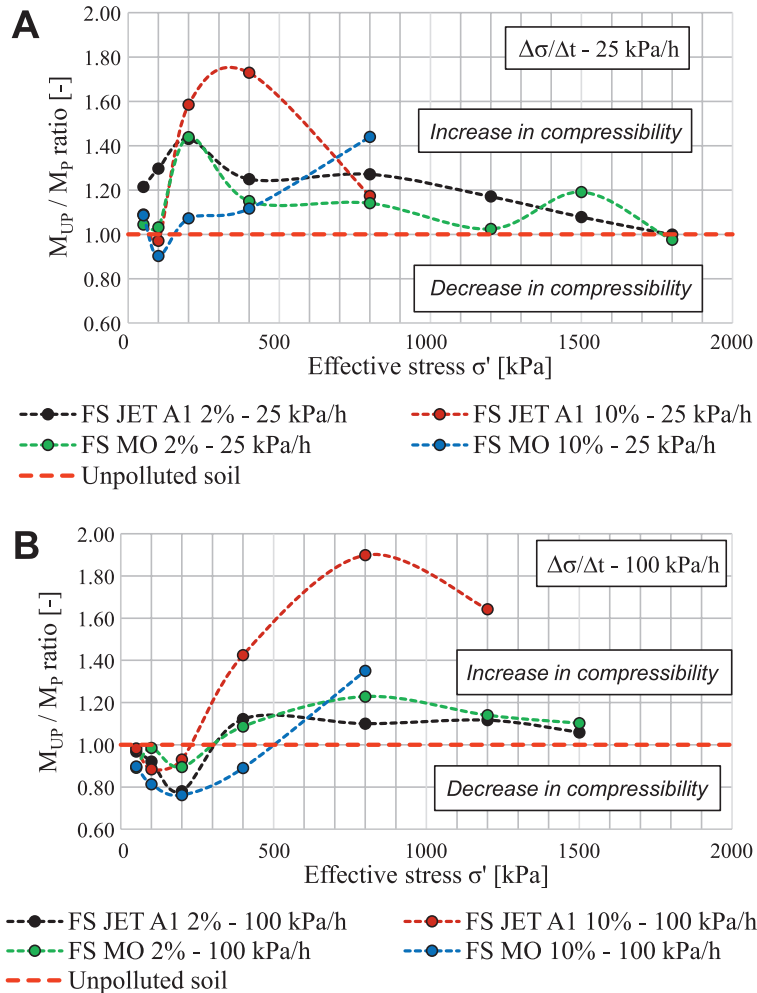 A
2.00
1.80
1.60
1.40
1.20
1.00
0.80
0.60
M_UP / M_P ratio [-]
Δσ/Δt - 25 kPa/h
Increase in compressibility
Decrease in compressibility
0 500 1000 1500 2000
Effective stress σ' [kPa]
FS JET A1 2% - 25 kPa/h
FS JET A1 10% - 25 kPa/h
FS MO 2% - 25 kPa/h
FS MO 10% - 25 kPa/h
Unpolluted soil
B
2.00
1.80
1.60
1.40
1.20
1.00
0.80
0.60
M_UP / M_P ratio [-]
Δσ/Δt - 100 kPa/h
Increase in compressibility
Decrease in compressibility
0 500 1000 1500 2000
Effective stress σ' [kPa]
FS JET A1 2% - 100 kPa/h
FS JET A1 10% - 100 kPa/h
FS MO 2% - 100 kPa/h
FS MO 10% - 100 kPa/h
Unpolluted soil